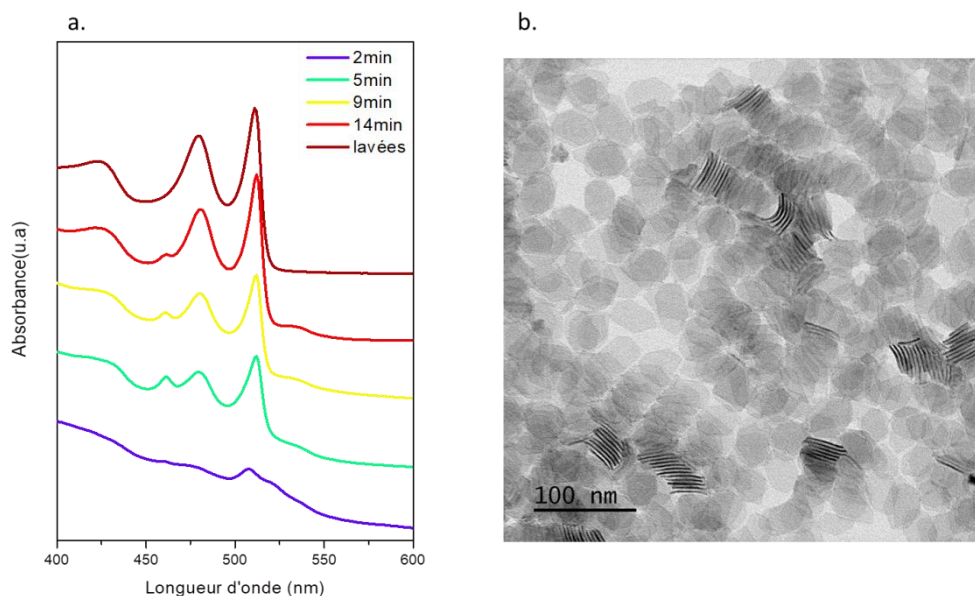 a.
2min
5min
9min
14min
lavées
Absorbance(u.a)
400 450 500 550 600
Longueur d'onde (nm)
b.
100 nm